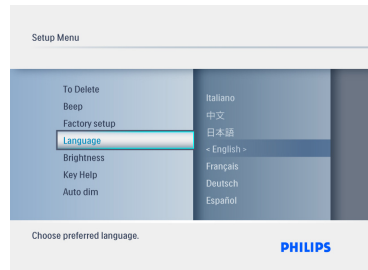 Setup Menu
To Delete
Beep
Factory setup
Language
Brightness
Key Help
Auto dim
Italiano
中文
日本語
< English >
Français
Deutsch
Español
Choose preferred language.
PHILIPS